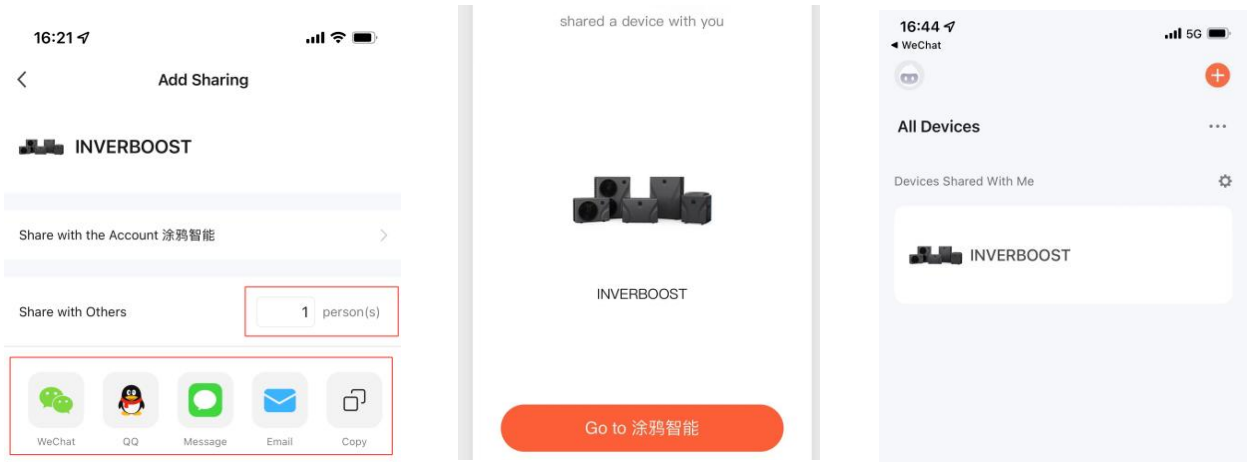 16:21
Add Sharing
INVERBOOST
Share with the Account 涂鸦智能
Share with Others
1 person(s)
WeChat
QQ
Message
Email
Copy
shared a device with you
INVERBOOST
Go to 涂鸦智能
16:44
WeChat
5G
All Devices
Devices Shared With Me
INVERBOOST